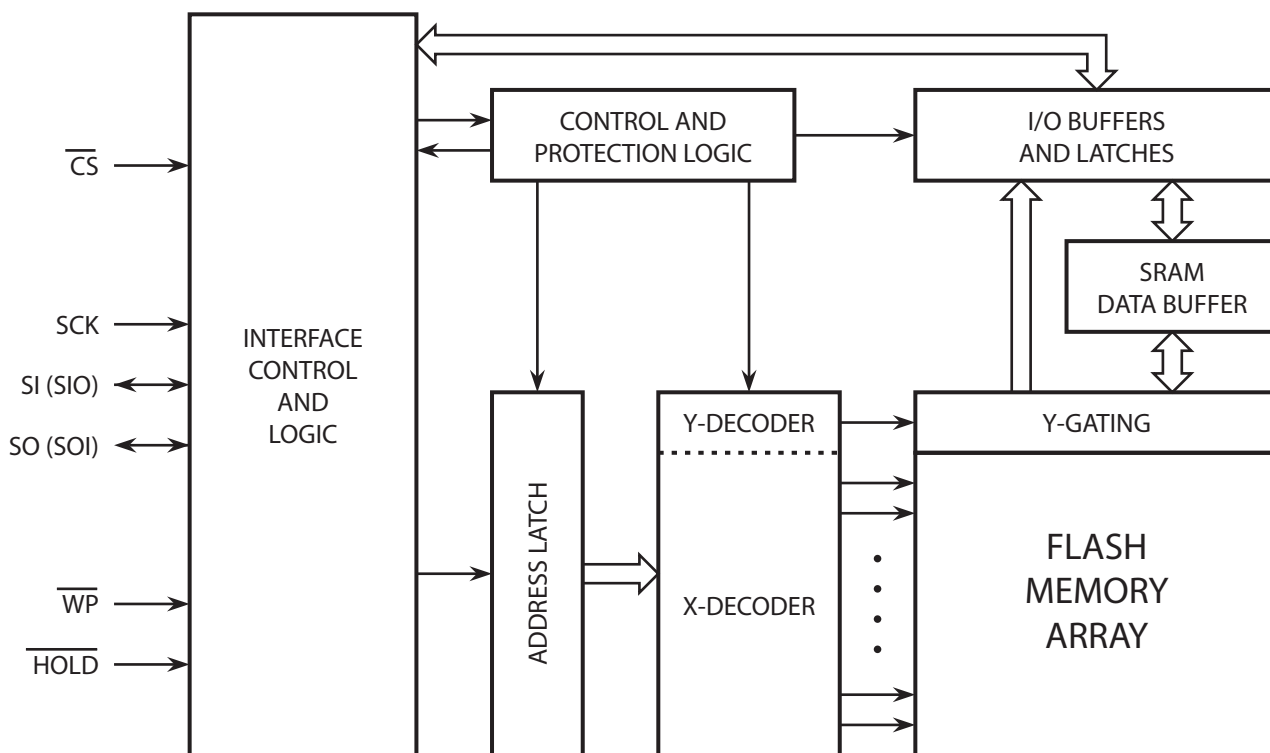 CS
SCK
SI (SIO)
SO (SOI)
WP
HOLD
INTERFACE
CONTROL
AND
LOGIC
CONTROL AND
PROTECTION LOGIC
I/O BUFFERS
AND LATCHES
SRAM
DATA BUFFER
ADDRESS LATCH
Y-DECODER
X-DECODER
Y-GATING
FLASH
MEMORY
ARRAY